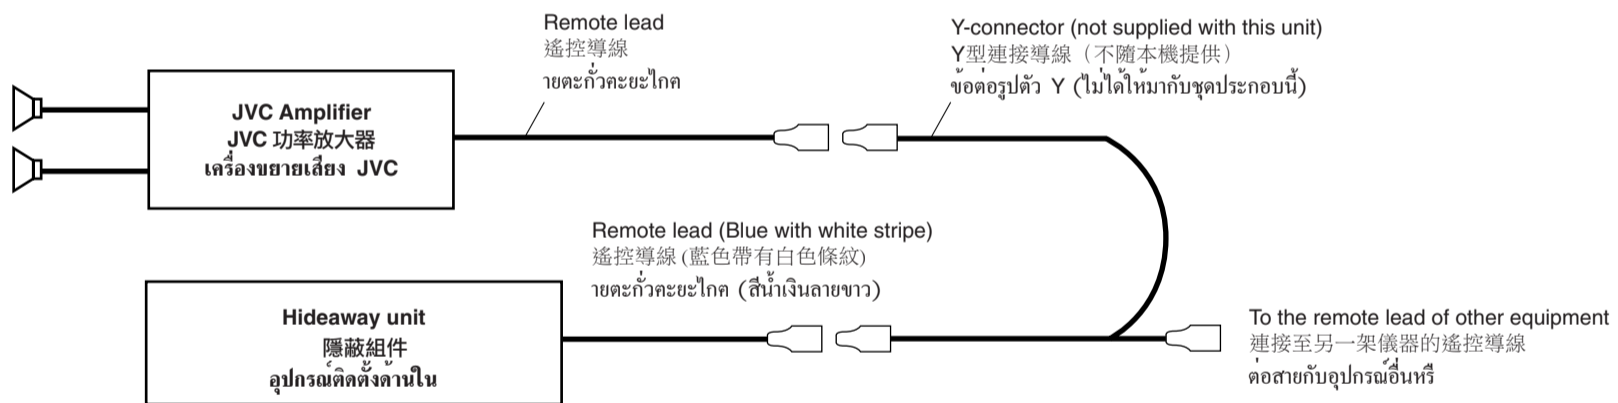 Remote lead
遙控導線
ายตะกั่วฅะยะไกฅ
Y-connector (not supplied with this unit)
Y型連接導線（不隨本機提供）
ข้อต่อรูปตัว Y (ไม่ได้ให้มากับชุดประกอบนี้)
JVC Amplifier
JVC 功率放大器
เครื่องขยายเสียง JVC
Remote lead (Blue with white stripe)
遙控導線 (藍色帶有白色條紋)
ายตะกั่วฅะยะไกฅ (สีน้ำเงินลายขาว)
Hideaway unit
隱蔽組件
อุปกรณ์ติดตั้งด้านใน
To the remote lead of other equipment
連接至另一架儀器的遙控導線
ต่อสายกับอุปกรณ์อื่นหรื